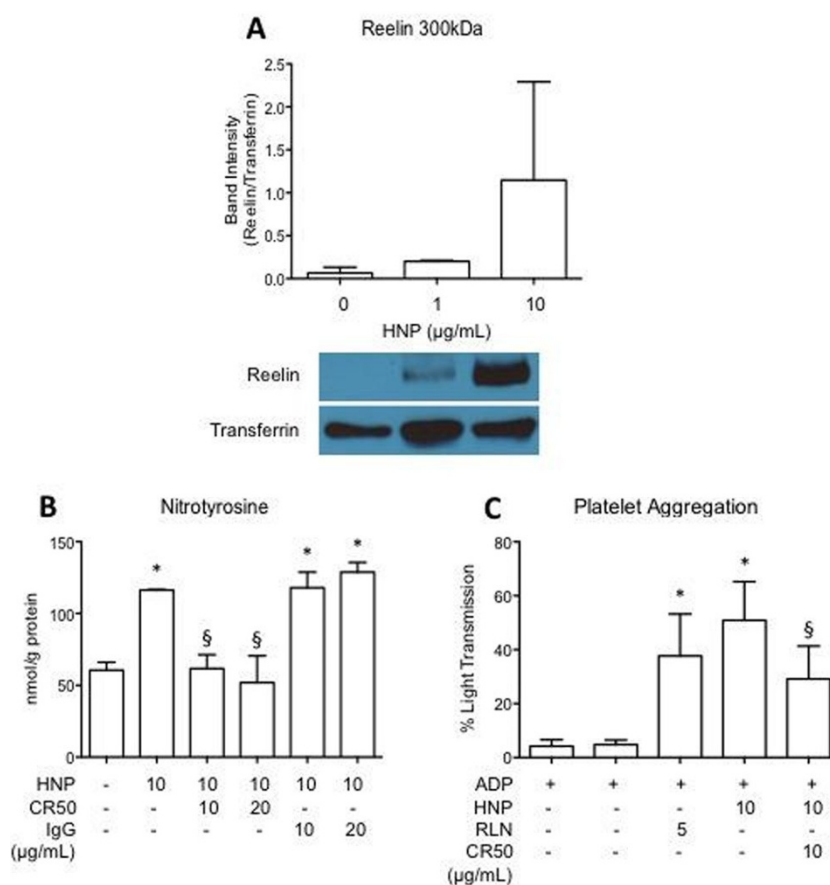 A Reelin 300kDa
Band Intensity
(Reelin/Transferrin)
2.5
2.0
1.5
1.0
0.5
0.0
0 1 10
HNP (µg/mL)
Reelin
Transferrin
B Nitrotyrosine
nmol/g protein
150
100
50
0
* § § * *
HNP - 10 10 10 10 10
CR50 - - 10 20 - -
IgG - - - - 10 20
(µg/mL)
C Platelet Aggregation
% Light Transmission
80
60
40
20
0
* * §
ADP + + + + +
HNP - - - 10 10
RLN - - 5 - -
CR50 - - - - 10
(µg/mL)